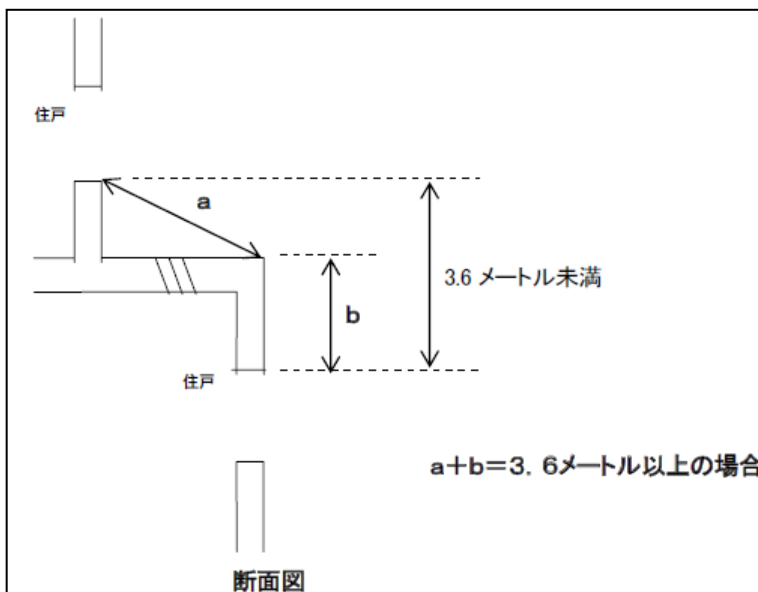 住戸
a
3.6 メートル未満
b
住戸
a+b=3.6メートル以上の場合
断面図